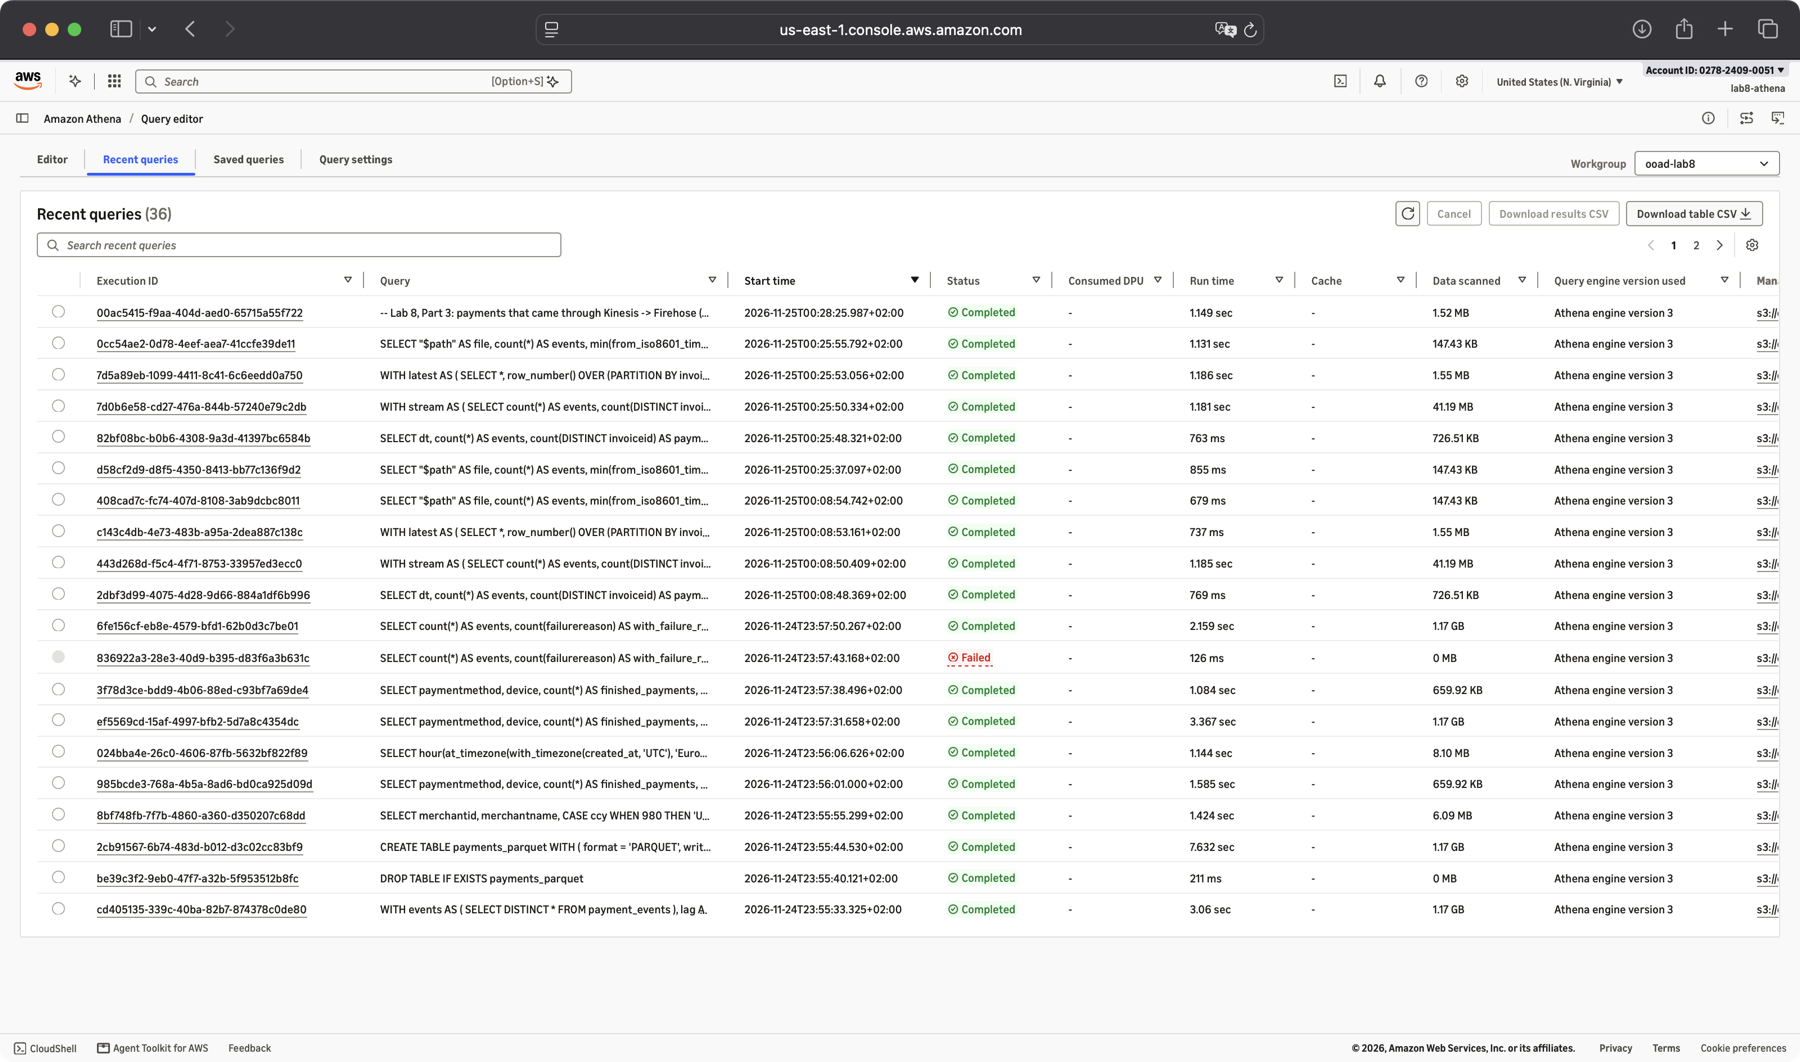 us-east-1.console.aws.amazon.com
aws
Search
[Option+S]
United States (N. Virginia)
Account ID: 0278-2409-0051
lab8-athena
Amazon Athena / Query editor
Editor
Recent queries
Saved queries
Query settings
Workgroup
ooad-lab8
Recent queries (36)
Cancel
Download results CSV
Download table CSV
Search recent queries
1 2
Execution ID Query Start time Status Consumed DPU Run time Cache Data scanned Query engine version used Man
00ac5415-f9aa-404d-aed0-65715a55f722 -- Lab 8, Part 3: payments that came through Kinesis -> Firehose (... 2026-11-25T00:28:25.987+02:00 Completed - 1.149 sec - 1.52 MB Athena engine version 3 s3://
0cc54ae2-0d78-4eef-aea7-41ccfe39de11 SELECT "$path" AS file, count(*) AS events, min(from_iso8601_tim... 2026-11-25T00:25:55.792+02:00 Completed - 1.131 sec - 147.43 KB Athena engine version 3 s3://
7d5a89eb-1099-4411-8c41-6c6eedd0a750 WITH latest AS ( SELECT *, row_number() OVER (PARTITION BY invoi... 2026-11-25T00:25:53.056+02:00 Completed - 1.186 sec - 1.55 MB Athena engine version 3 s3://
7d0b6e58-cd27-476a-844b-57240e79c2db WITH stream AS ( SELECT count(*) AS events, count(DISTINCT invoi... 2026-11-25T00:25:50.334+02:00 Completed - 1.181 sec - 41.19 MB Athena engine version 3 s3://
82bf08bc-b0b6-4308-9a3d-41397bc6584b SELECT dt, count(*) AS events, count(DISTINCT invoiceid) AS paym... 2026-11-25T00:25:48.321+02:00 Completed - 763 ms - 726.51 KB Athena engine version 3 s3://
d58cf2d9-d8f5-4350-8413-bb77c136f9d2 SELECT "$path" AS file, count(*) AS events, min(from_iso8601_tim... 2026-11-25T00:25:37.097+02:00 Completed - 855 ms - 147.43 KB Athena engine version 3 s3://
408cad7c-fc74-407d-8108-3ab9dcbc8011 SELECT "$path" AS file, count(*) AS events, min(from_iso8601_tim... 2026-11-25T00:08:54.742+02:00 Completed - 679 ms - 147.43 KB Athena engine version 3 s3://
c143c4db-4e73-483b-a95a-2dea887c138c WITH latest AS ( SELECT *, row_number() OVER (PARTITION BY invoi... 2026-11-25T00:08:53.161+02:00 Completed - 737 ms - 1.55 MB Athena engine version 3 s3://
443d268d-f5c4-4f71-8753-33957ed3ecc0 WITH stream AS ( SELECT count(*) AS events, count(DISTINCT invoi... 2026-11-25T00:08:50.409+02:00 Completed - 1.185 sec - 41.19 MB Athena engine version 3 s3://
2dbf3d99-4075-4d28-9d66-884a1df6b996 SELECT dt, count(*) AS events, count(DISTINCT invoiceid) AS paym... 2026-11-25T00:08:48.369+02:00 Completed - 769 ms - 726.51 KB Athena engine version 3 s3://
6fe156cf-eb8e-4579-bfd1-62b0d3c7be01 SELECT count(*) AS events, count(failurereason) AS with_failure_r... 2026-11-24T23:57:50.267+02:00 Completed - 2.159 sec - 1.17 GB Athena engine version 3 s3://
836922a3-28e3-40d9-b395-d83f6a3b631c SELECT count(*) AS events, count(failurereason) AS with_failure_r... 2026-11-24T23:57:43.168+02:00 Failed - 126 ms - 0 MB Athena engine version 3 s3://
3f78d3ce-bdd9-4b06-88ed-c93bf7a69de4 SELECT paymentmethod, device, count(*) AS finished_payments, ... 2026-11-24T23:57:38.496+02:00 Completed - 1.084 sec - 659.92 KB Athena engine version 3 s3://
ef5569cd-15af-4997-bfb2-5d7a8c4354dc SELECT paymentmethod, device, count(*) AS finished_payments, ... 2026-11-24T23:57:31.658+02:00 Completed - 3.367 sec - 1.17 GB Athena engine version 3 s3://
024bba4e-26c0-4606-87fb-5632bf822f89 SELECT hour(at_timezone(with_timezone(created_at, 'UTC'), 'Euro... 2026-11-24T23:56:06.626+02:00 Completed - 1.144 sec - 8.10 MB Athena engine version 3 s3://
985bcde3-768a-4b5a-8ad6-bd0ca925d09d SELECT paymentmethod, device, count(*) AS finished_payments, ... 2026-11-24T23:56:01.000+02:00 Completed - 1.585 sec - 659.92 KB Athena engine version 3 s3://
8bf748fb-7f7b-4860-a360-d350207c68dd SELECT merchantid, merchantname, CASE ccy WHEN 980 THEN 'U... 2026-11-24T23:55:55.299+02:00 Completed - 1.424 sec - 6.09 MB Athena engine version 3 s3://
2cb91567-6b74-483d-b012-d3c02cc83bf9 CREATE TABLE payments_parquet WITH ( format = 'PARQUET', writ... 2026-11-24T23:55:44.530+02:00 Completed - 7.632 sec - 1.17 GB Athena engine version 3 s3://
be39c3f2-9eb0-47f7-a32b-5f953512b8fc DROP TABLE IF EXISTS payments_parquet 2026-11-24T23:55:40.121+02:00 Completed - 211 ms - 0 MB Athena engine version 3 s3://
cd405135-339c-40ba-82b7-874378c0de80 WITH events AS ( SELECT DISTINCT * FROM payment_events ), lag A. 2026-11-24T23:55:33.325+02:00 Completed - 3.06 sec - 1.17 GB Athena engine version 3 s3://
CloudShell
Agent Toolkit for AWS
Feedback
© 2026, Amazon Web Services, Inc. or its affiliates.
Privacy
Terms
Cookie preferences